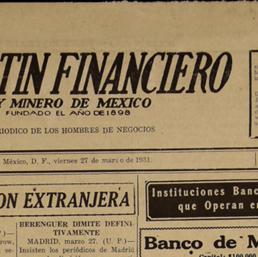 TIN FINANCIERO
Y MINERO DE MEXICO
FUNDADO EL AÑO DE 1898
PERIODICO DE LOS HOMBRES DE NEGOCIOS
México, D. F., viernes 27 de marzo de 1931.
ON EXTRANJERA
BERENGUER DIMITE DEFINI-
TIVAMENTE
MADRID, marzo 27. (U. P.)—
Insisten los periódicos de Madrid
Instituciones Banc
que Operan e
Banco de M